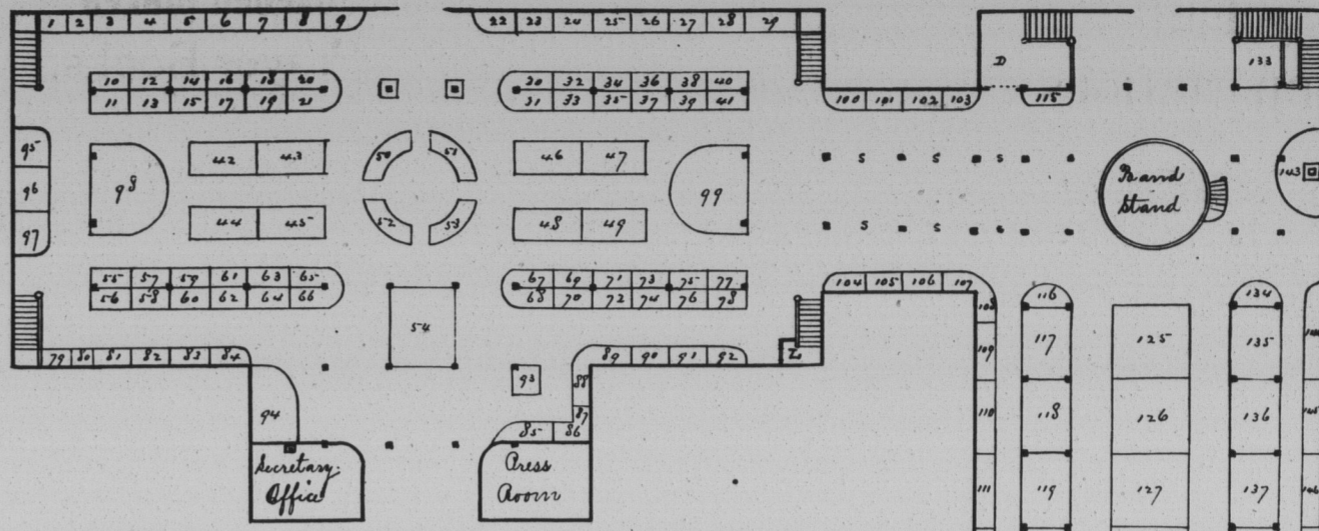 1 2 3 4 5 6 7 8 9 22 23 24 25 26 27 28 29
D 133
10 12 14 16 18 20 30 32 34 36 38 40
11 13 15 17 19 21 31 33 35 37 39 41
100 101 102 103 115
95 42 43 50 51 46 47
96 98 99 S S S Band 143
97 44 45 52 53 48 49 Stand
S S S
55 57 59 61 63 65 67 69 71 73 75 77
56 58 60 62 64 66 68 70 72 74 76 78
104 105 106 107 108 116 134
54
109 117 125 135
79 80 81 82 83 84 89 90 91 92
93 88
94 87 110 118 126 136
85 86
Secretary. Press
Office Room
111 119 127 137